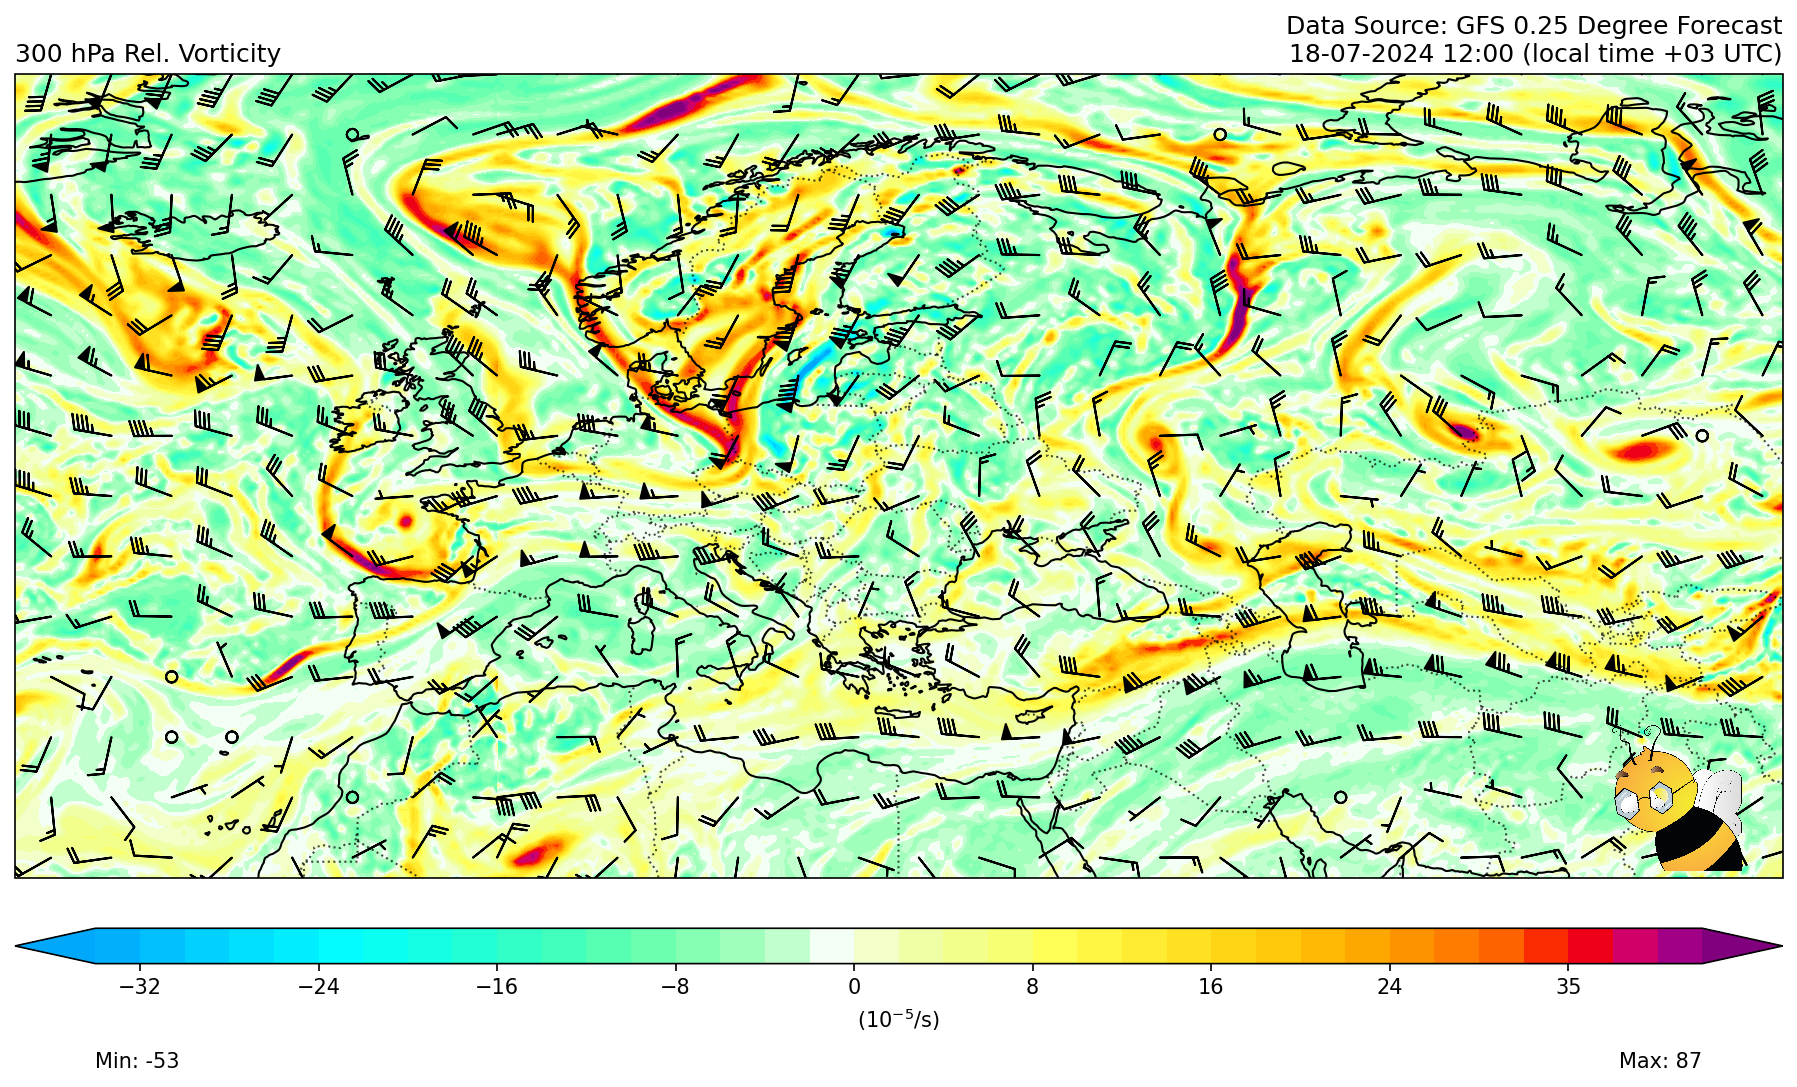 Data Source: GFS 0.25 Degree Forecast
300 hPa Rel. Vorticity
18-07-2024 12:00 (local time +03 UTC)
−32 −24 −16 −8 0 8 16 24 35
(10⁻⁵/s)
Min: -53
Max: 87